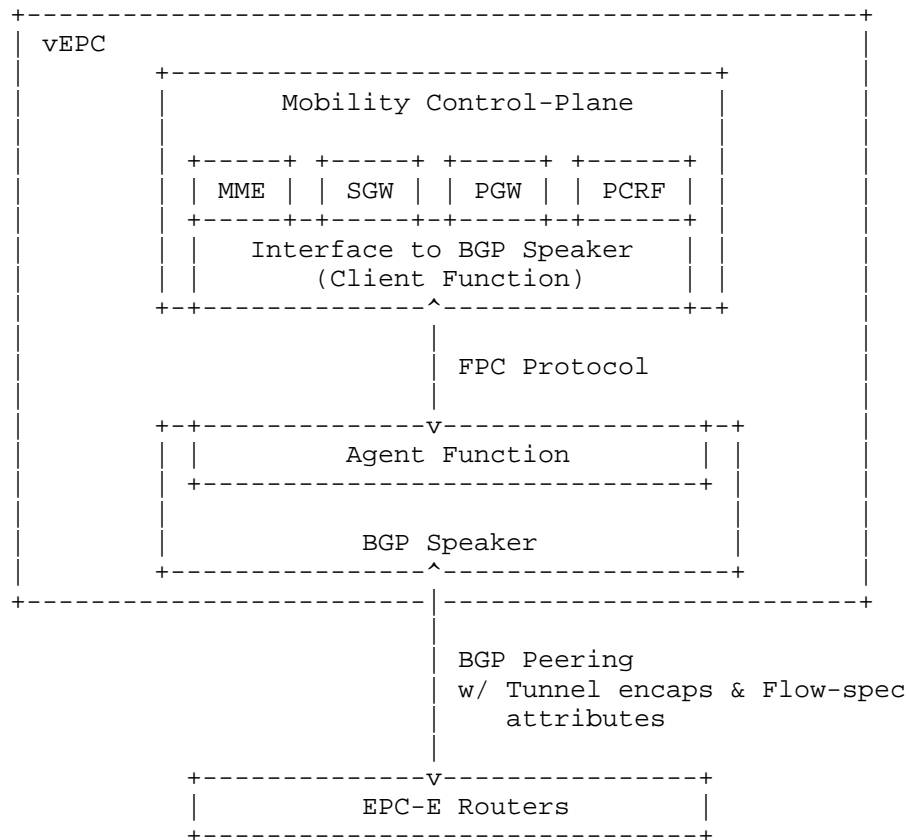 vEPC
Mobility Control-Plane
MME SGW PGW PCRF
Interface to BGP Speaker
(Client Function)
FPC Protocol
Agent Function
BGP Speaker
BGP Peering
w/ Tunnel encaps & Flow-spec
attributes
EPC-E Routers